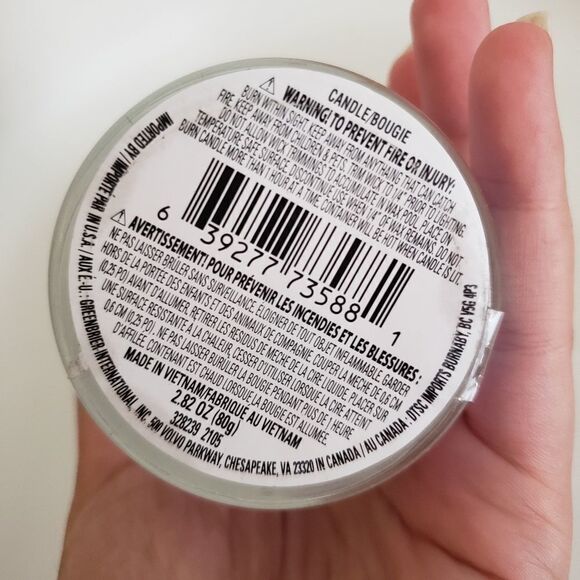 CANDLE/BOUGIE
WARNING! TO PREVENT FIRE OR INJURY:
BURN WITHIN SIGHT. KEEP AWAY FROM ANYTHING THAT CAN CATCH
FIRE. KEEP AWAY FROM CHILDREN & PETS. TRIM WICK TO ¼" PRIOR TO LIGHTING.
DO NOT ALLOW WICK TRIMMINGS TO ACCUMULATE IN WAX POOL. PLACE ON
TEMPERATURE SAFE SURFACE. DISCONTINUE USE WHEN ¼" OF WAX REMAINS. DO NOT
BURN CANDLE MORE THAN 1 HOUR AT A TIME. CONTAINER WILL BE HOT WHEN CANDLE IS LIT.
6 39277 73588 1
AVERTISSEMENT! POUR PRÉVENIR LES INCENDIES ET LES BLESSURES :
NE PAS LAISSER BRÛLER SANS SURVEILLANCE. ÉLOIGNER DE TOUT OBJET INFLAMMABLE. GARDER
HORS DE LA PORTÉE DES ENFANTS ET DES ANIMAUX DE COMPAGNIE. COUPER LA MÈCHE DE 0,6 CM
(0,25 PO) AVANT D'ALLUMER. RETIRER LES RÉSIDUS DE MÈCHE DE LA CIRE LIQUIDE. PLACER SUR
UNE SURFACE RÉSISTANTE À LA CHALEUR. CESSER D'UTILISER LORSQUE LA CIRE ATTEINT
0,6 CM (0,25 PO). NE PAS LAISSER BRÛLER LA BOUGIE PENDANT PLUS DE 1 HEURE
D'AFFILÉE. CONTENANT EST CHAUD LORSQUE LA BOUGIE EST ALLUMÉE.
MADE IN VIETNAM/FABRIQUÉ AU VIETNAM
2.82 OZ (80g)
328239 2105
IMPORTED BY / IMPORTÉ PAR IN U.S.A./AUX É.-U.: GREENBRIER INTERNATIONAL, INC. 500 VOLVO PARKWAY, CHESAPEAKE, VA 23320 IN CANADA/AU CANADA, DTSC IMPORTS BURNABY, BC V5G 4P3